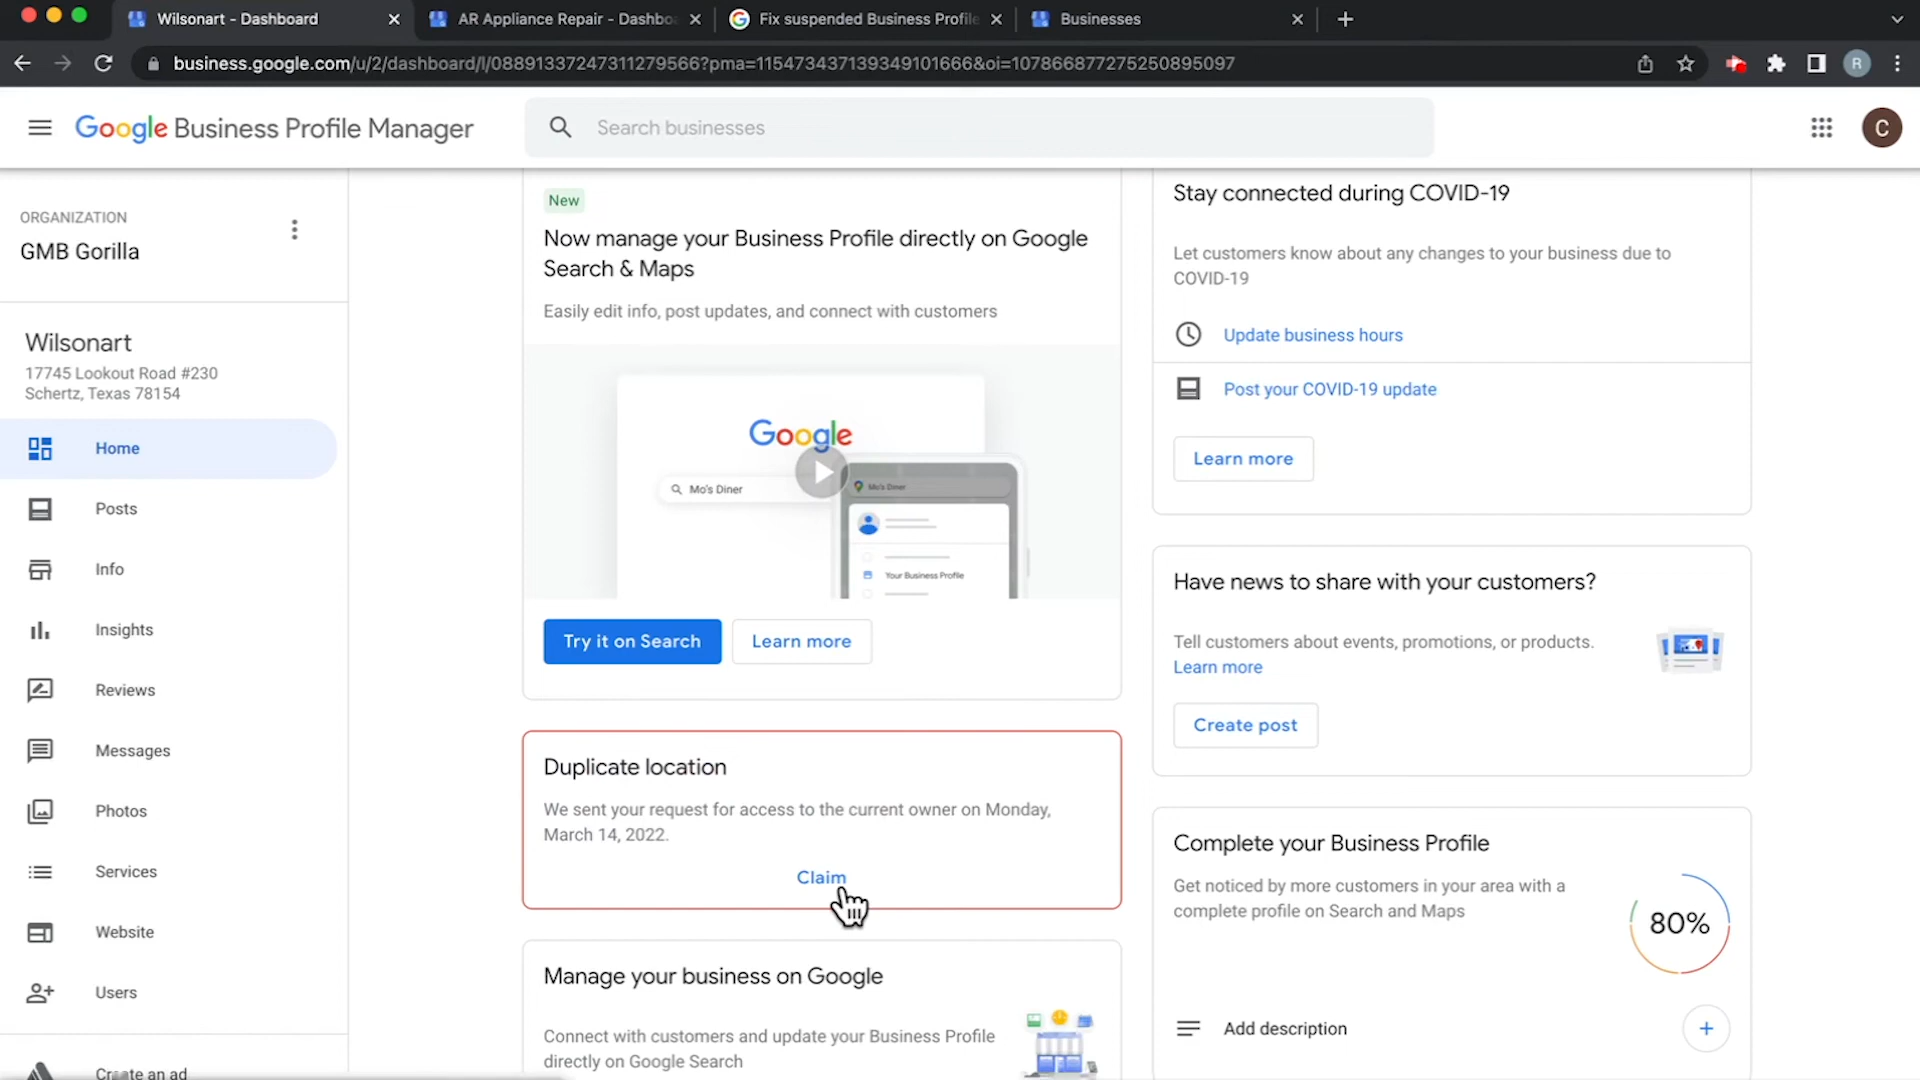 Wilsonart - Dashboard
AR Appliance Repair - Dashbo
Fix suspended Business Profile
Businesses
business.google.com/u/2/dashboard/l/08891337247311279566?pma=115473437139349101666&oi=107866877275250895097
R
Google Business Profile Manager
Search businesses
C
ORGANIZATION
GMB Gorilla
Wilsonart
17745 Lookout Road #230
Schertz, Texas 78154
Home
Posts
Info
Insights
Reviews
Messages
Photos
Services
Website
Users
Create an ad
New
Now manage your Business Profile directly on Google
Search & Maps
Easily edit info, post updates, and connect with customers
Google
Mo's Diner
Mo's Diner
Your Business Profile
Try it on Search
Learn more
Duplicate location
We sent your request for access to the current owner on Monday,
March 14, 2022.
Claim
Manage your business on Google
Connect with customers and update your Business Profile
directly on Google Search
Stay connected during COVID-19
Let customers know about any changes to your business due to
COVID-19
Update business hours
Post your COVID-19 update
Learn more
Have news to share with your customers?
Tell customers about events, promotions, or products.
Learn more
Create post
Complete your Business Profile
Get noticed by more customers in your area with a
complete profile on Search and Maps
80%
Add description